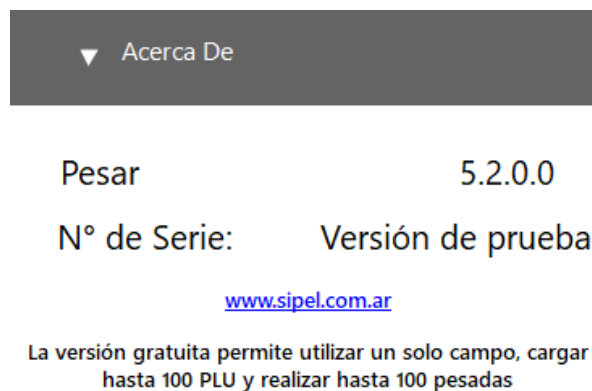 Acerca De
Pesar 5.2.0.0
N° de Serie: Versión de prueba
www.sipel.com.ar
La versión gratuita permite utilizar un solo campo, cargar
hasta 100 PLU y realizar hasta 100 pesadas